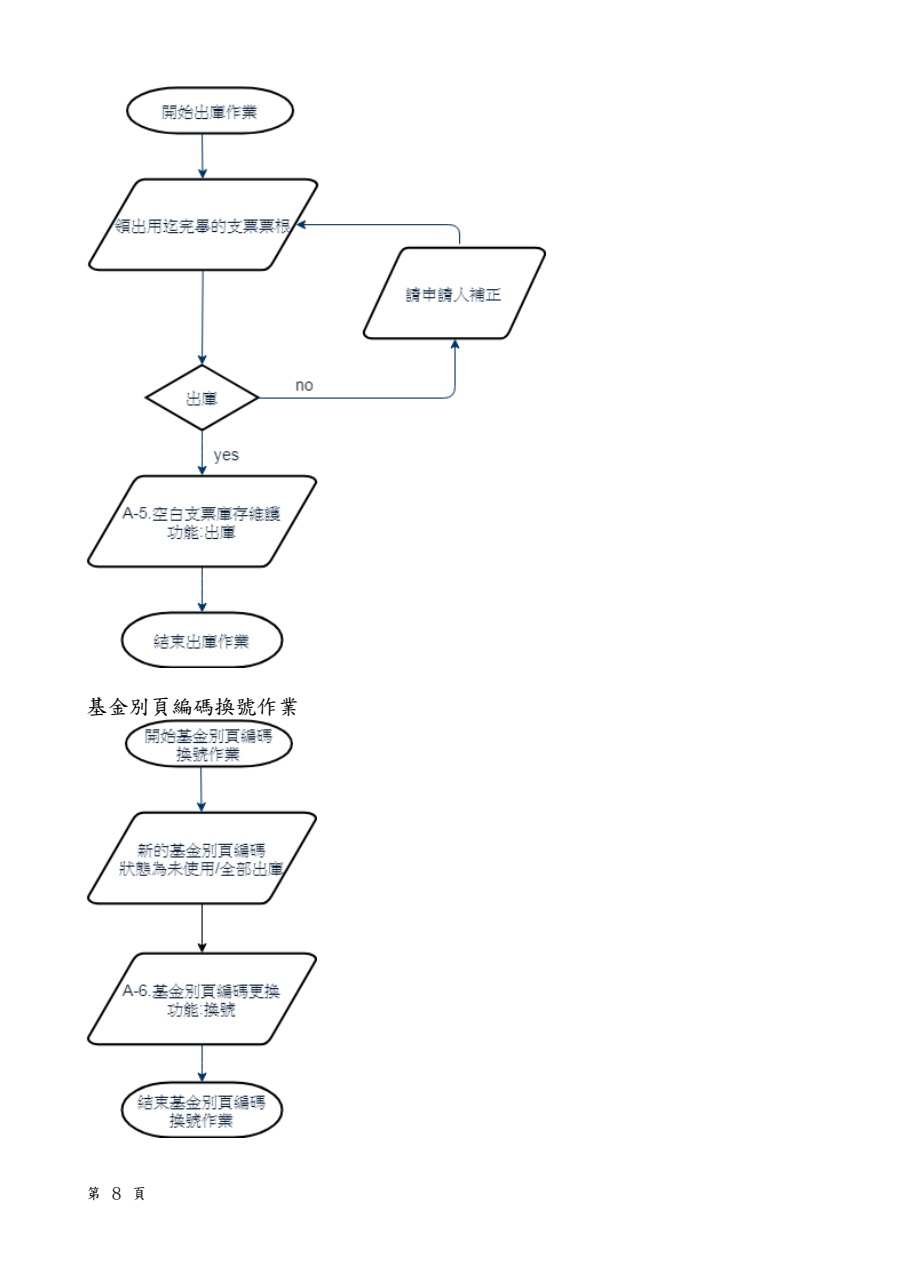 開始出庫作業
領出用迄完畢的支票票根
請申請人補正
出庫
no
yes
A-5.空白支票庫存維護
功能:出庫
結束出庫作業
基金別頁編碼換號作業
開始基金別頁編碼
換號作業
新的基金別頁編碼
狀態為未使用/全部出庫
A-6.基金別頁編碼更換
功能:換號
結束基金別頁編碼
換號作業
第 8 頁